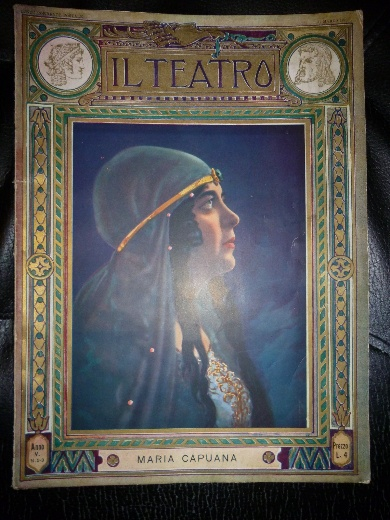 IL TEATRO
Anno
V.
MARIA CAPUANA
Prezzo
L. 4